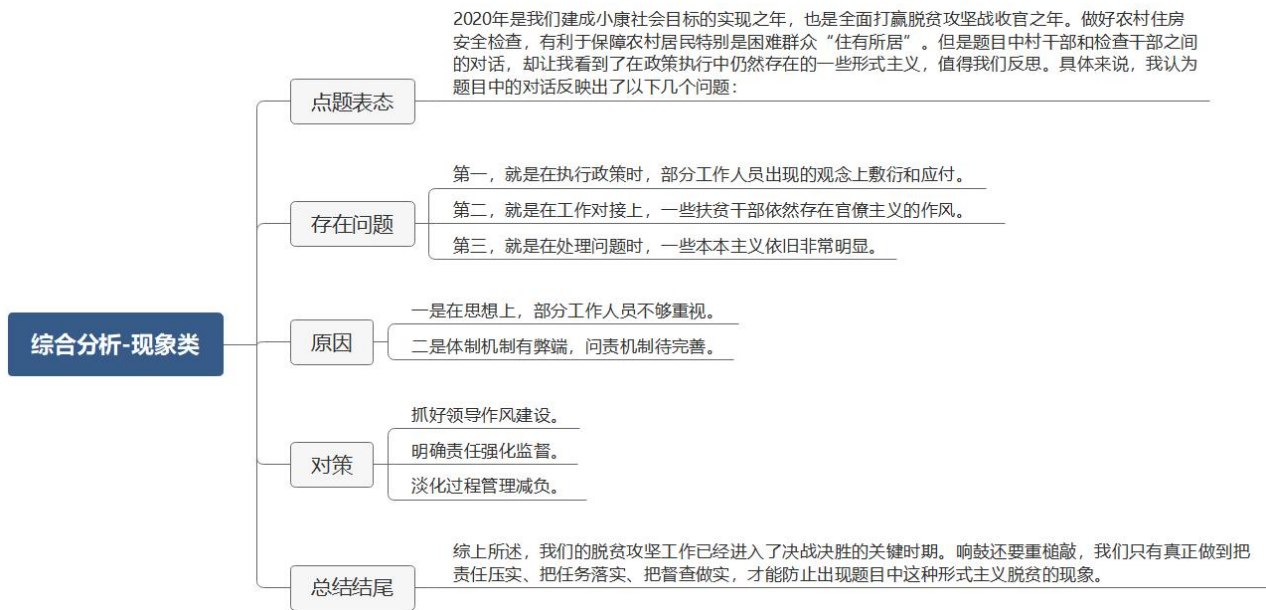 综合分析-现象类
点题表态
2020年是我们建成小康社会目标的实现之年，也是全面打赢脱贫攻坚战收官之年。做好农村住房
安全检查，有利于保障农村居民特别是困难群众“住有所居”。但是题目中村干部和检查干部之间
的对话，却让我看到了在政策执行中仍然存在的一些形式主义，值得我们反思。具体来说，我认为
题目中的对话反映出了以下几个问题：
存在问题
第一，就是在执行政策时，部分工作人员出现的观念上敷衍和应付。
第二，就是在工作对接上，一些扶贫干部依然存在官僚主义的作风。
第三，就是在处理问题时，一些本本主义依旧非常明显。
原因
一是在思想上，部分工作人员不够重视。
二是体制机制有弊端，问责机制待完善。
对策
抓好领导作风建设。
明确责任强化监督。
淡化过程管理减负。
总结结尾
综上所述，我们的脱贫攻坚工作已经进入了决战决胜的关键时期。响鼓还要重槌敲，我们只有真正做到把
责任压实、把任务落实、把督查做实，才能防止出现题目中这种形式主义脱贫的现象。